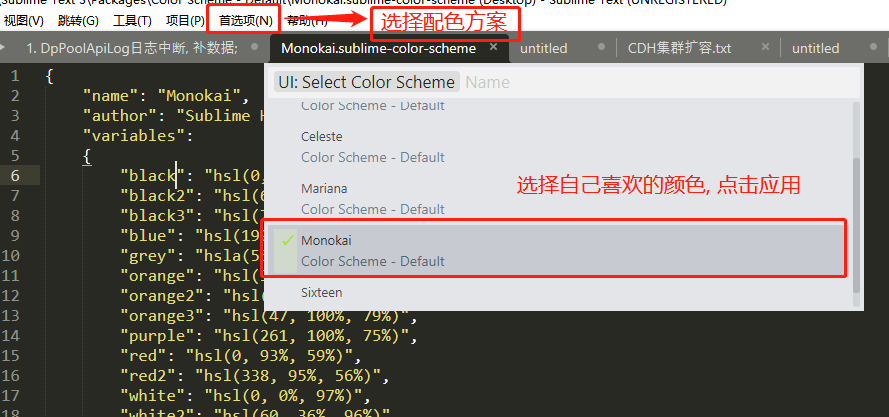 \Sublime Text 3\Packages\Color Scheme - Default\Monokai.sublime-color-scheme (Desktop) - Sublime Text (UNREGISTERED)
视图(V) 跳转(G) 工具(T) 项目(P) 首选项(N) 帮助(H) 选择配色方案
1. DpPoolApiLog日志中断, 补数据; Monokai.sublime-color-scheme × untitled CDH集群扩容.txt × untitled
UI: Select Color Scheme Name
Color Scheme - Default
Celeste
Color Scheme - Default
Mariana
Color Scheme - Default
选择自己喜欢的颜色, 点击应用
✓ Monokai
Color Scheme - Default
Sixteen
1 {
2 "name": "Monokai",
3 "author": "Sublime H
4 "variables":
5 {
6 "black": "hsl(0,
7 "black2": "hsl(6
8 "black3": "hsl(7
9 "blue": "hsl(19
10 "grey": "hsla(5
11 "orange": "hsl(
12 "orange2": "hsl(
13 "orange3": "hsl(47, 100%, 79%)",
14 "purple": "hsl(261, 100%, 75%)",
15 "red": "hsl(0, 93%, 59%)",
16 "red2": "hsl(338, 95%, 56%)",
17 "white": "hsl(0, 0%, 97%)",
18 "white2": "hsl(60, 36%, 96%)"